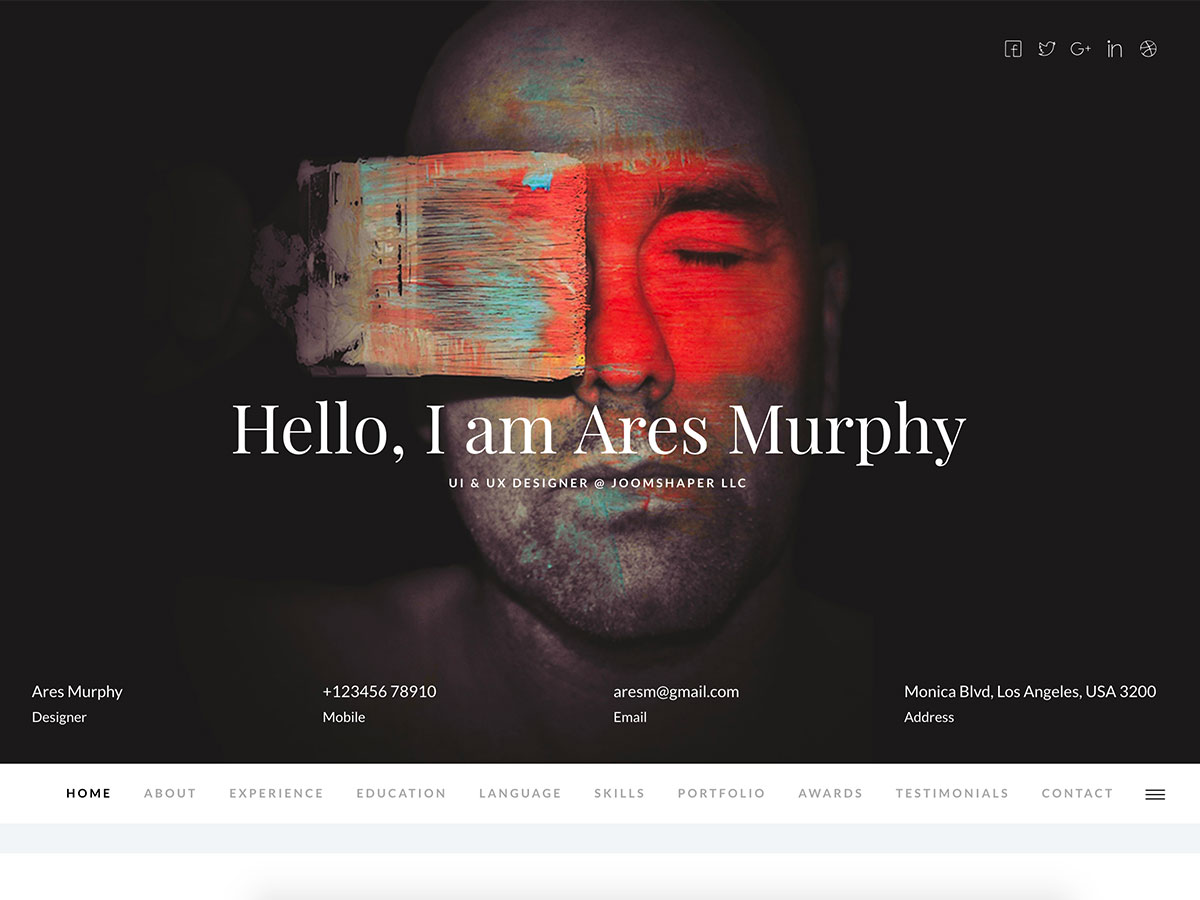 Hello, I am Ares Murphy
UI & UX DESIGNER @ JOOMSHAPER LLC
Ares Murphy
Designer
+123456 78910
Mobile
aresm@gmail.com
Email
Monica Blvd, Los Angeles, USA 3200
Address
HOME ABOUT EXPERIENCE EDUCATION LANGUAGE SKILLS PORTFOLIO AWARDS TESTIMONIALS CONTACT